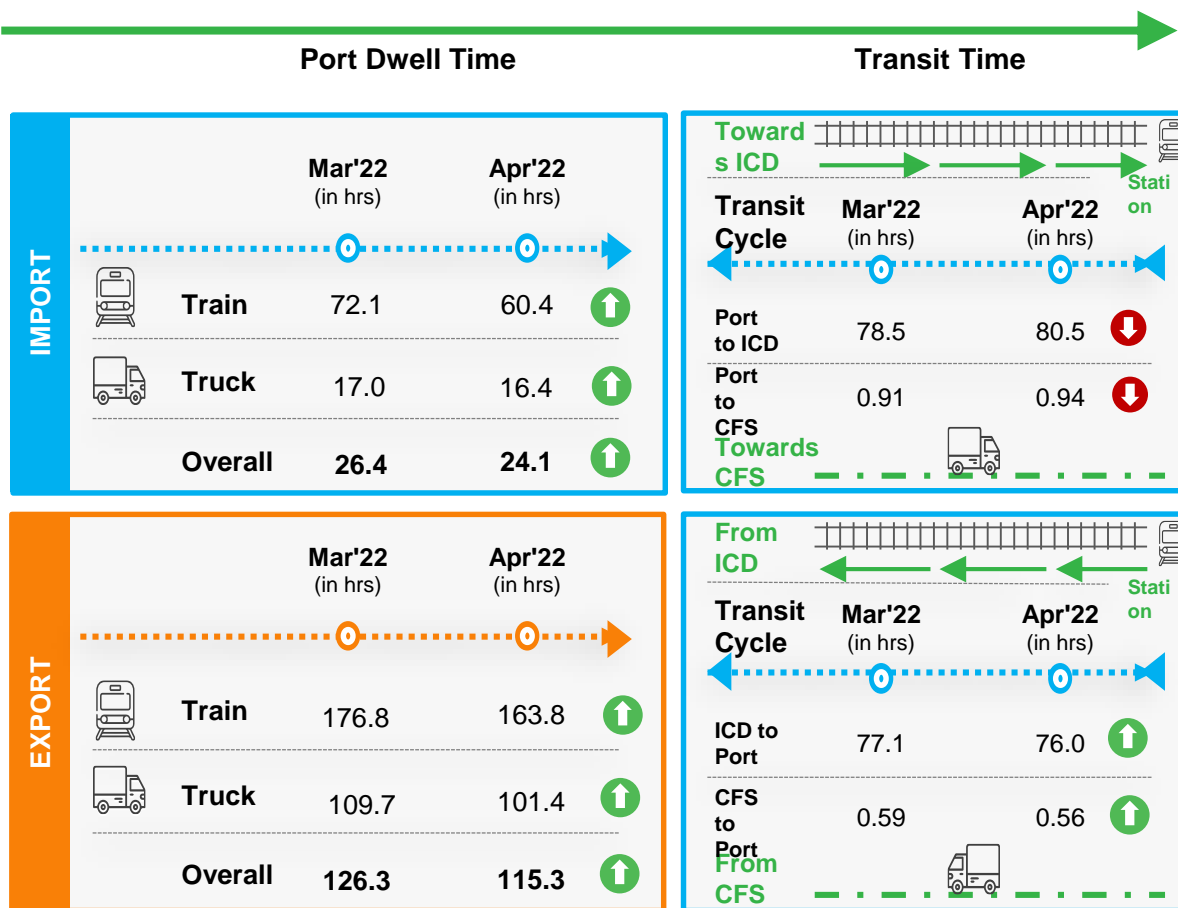 Port Dwell Time
Transit Time
IMPORT
Mar'22
Apr'22
(in hrs)
(in hrs)
Train
72.1
60.4
Truck
17.0
16.4
Overall
26.4
24.1
Toward
s ICD
Stati
on
Transit
Cycle
Mar'22
Apr'22
(in hrs)
(in hrs)
Port
to ICD
78.5
80.5
Port
to
CFS
0.91
0.94
Towards
CFS
EXPORT
Mar'22
Apr'22
(in hrs)
(in hrs)
Train
176.8
163.8
Truck
109.7
101.4
Overall
126.3
115.3
From
ICD
Stati
on
Transit
Cycle
Mar'22
Apr'22
(in hrs)
(in hrs)
ICD to
Port
77.1
76.0
CFS
to
Port
0.59
0.56
From
CFS